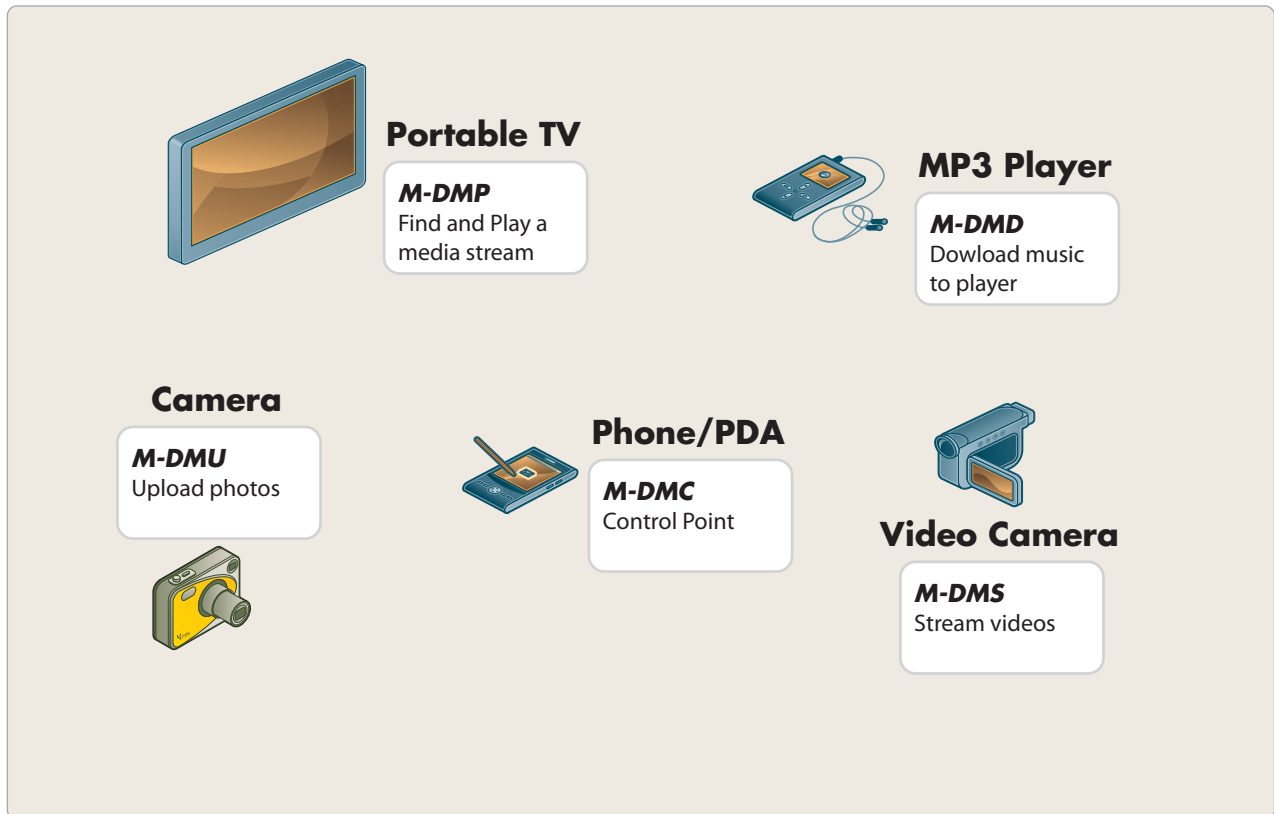 Portable TV
M-DMP
Find and Play a
media stream
MP3 Player
M-DMD
Dowload music
to player
Camera
M-DMU
Upload photos
Phone/PDA
M-DMC
Control Point
Video Camera
M-DMS
Stream videos